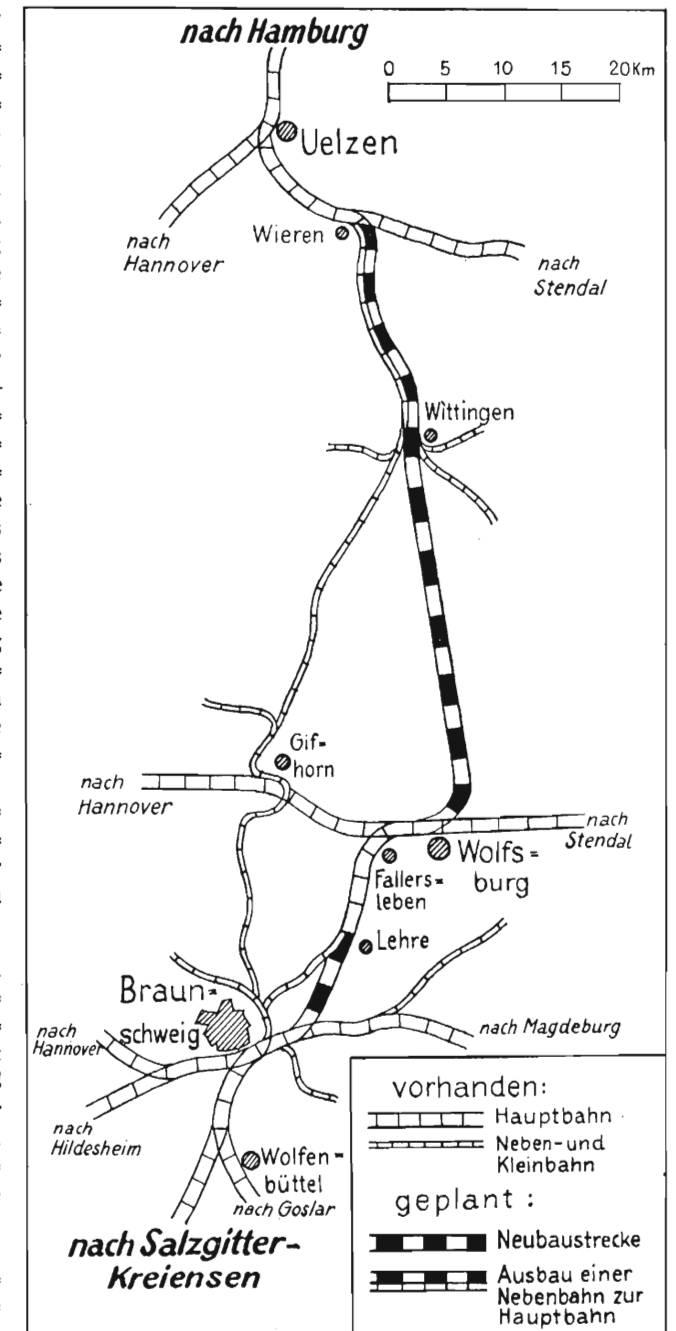 nach Hamburg
0 5 10 15 20 Km
Uelzen
Wieren
nach
Hannover
nach
Stendal
Wittingen
Gif=
horn
nach
Hannover
nach
Stendal
Wolfs=
burg
Fallers=
leben
Lehre
Braun=
schweig
nach
Hannover
nach Magdeburg
nach
Hildesheim
Wolfen=
büttel
nach Goslar
nach Salzgitter-
Kreiensen
vorhanden:
Hauptbahn
Neben-und
Kleinbahn
geplant :
Neubaustrecke
Ausbau einer
Nebenbahn zur
Hauptbahn